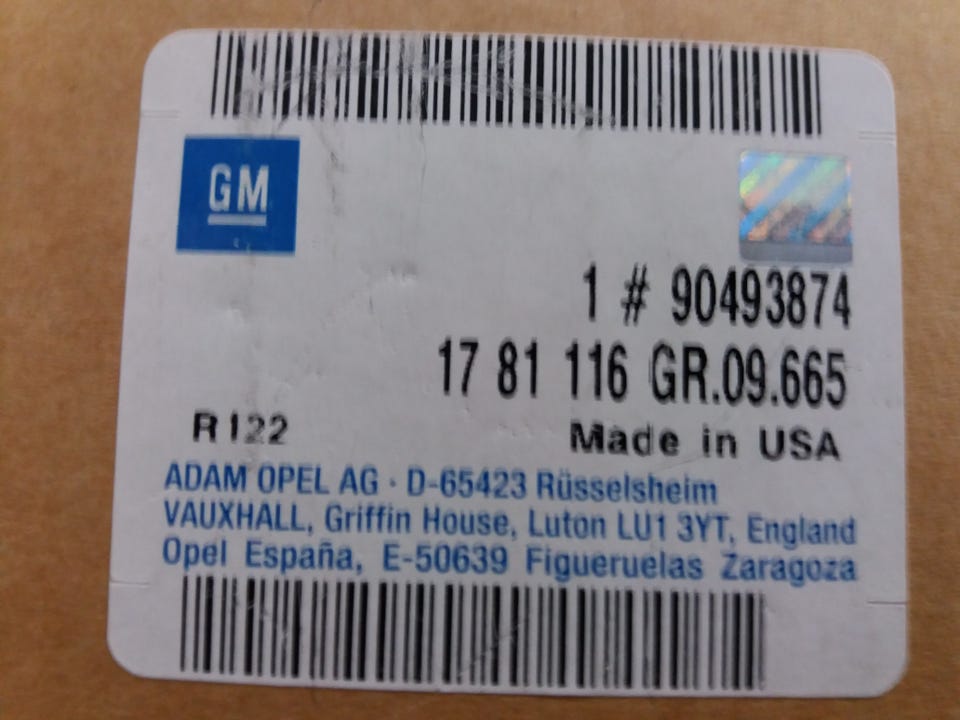 GM
1 # 90493874
17 81 116 GR.09.665
R122 Made in USA
ADAM OPEL AG · D-65423 Rüsselsheim
VAUXHALL, Griffin House, Luton LU1 3YT, England
Opel España, E-50639 Figueruelas Zaragoza